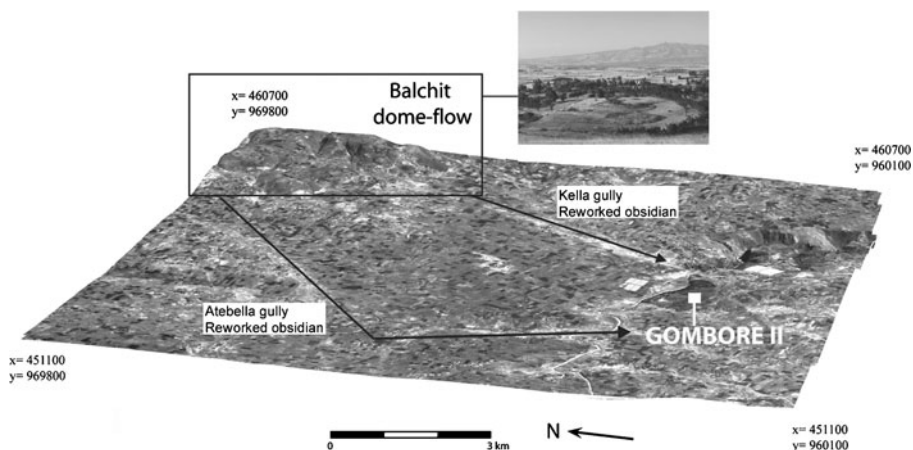 x= 460700
y= 969800
Balchit
dome-flow
x= 460700
y= 960100
Kella gully
Reworked obsidian
Atebella gully
Reworked obsidian
GOMBORE II
x= 451100
y= 969800
0
3 km
N
x= 451100
y= 960100